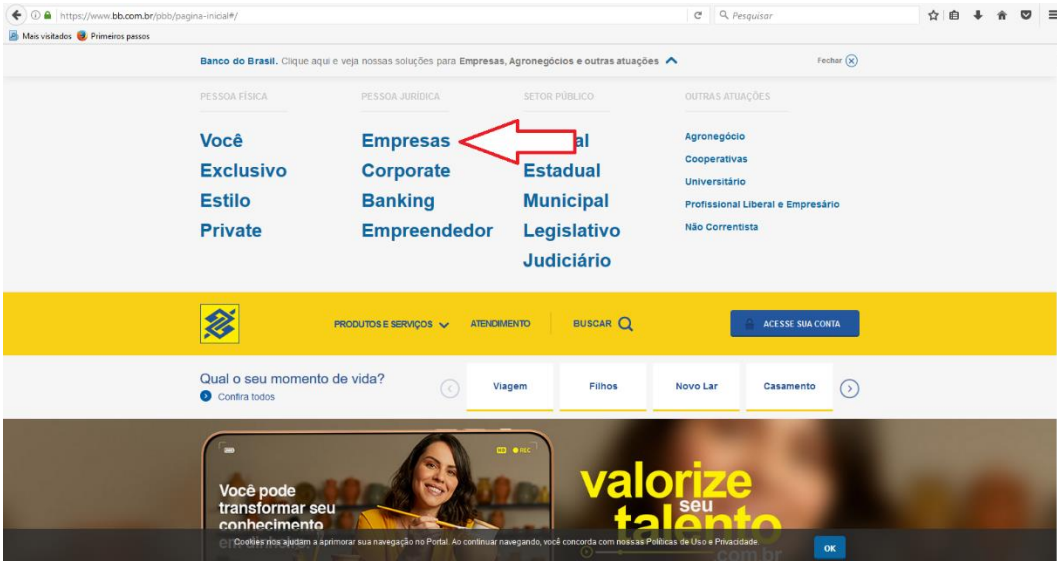 https://www.bb.com.br/pbb/pagina-inicial#/
Pesquisar
Mais visitados Primeiros passos
Banco do Brasil. Clique aqui e veja nossas soluções para Empresas, Agronegócios e outras atuações
Fechar
PESSOA FÍSICA
Você
Exclusivo
Estilo
Private
PESSOA JURÍDICA
Empresas
Corporate
Banking
Empreendedor
SETOR PÚBLICO
al
Estadual
Municipal
Legislativo
Judiciário
OUTRAS ATUAÇÕES
Agronegócio
Cooperativas
Universitário
Profissional Liberal e Empresário
Não Correntista
PRODUTOS E SERVIÇOS ATENDIMENTO BUSCAR ACESSE SUA CONTA
Qual o seu momento de vida?
Confira todos
Viagem Filhos Novo Lar Casamento
REC
Você pode
transformar seu
conhecimento
valorize
seu
talento
.com.br
Cookies nos ajudam a aprimorar sua navegação no Portal. Ao continuar navegando, você concorda com nossas Políticas de Uso e Privacidade.
OK